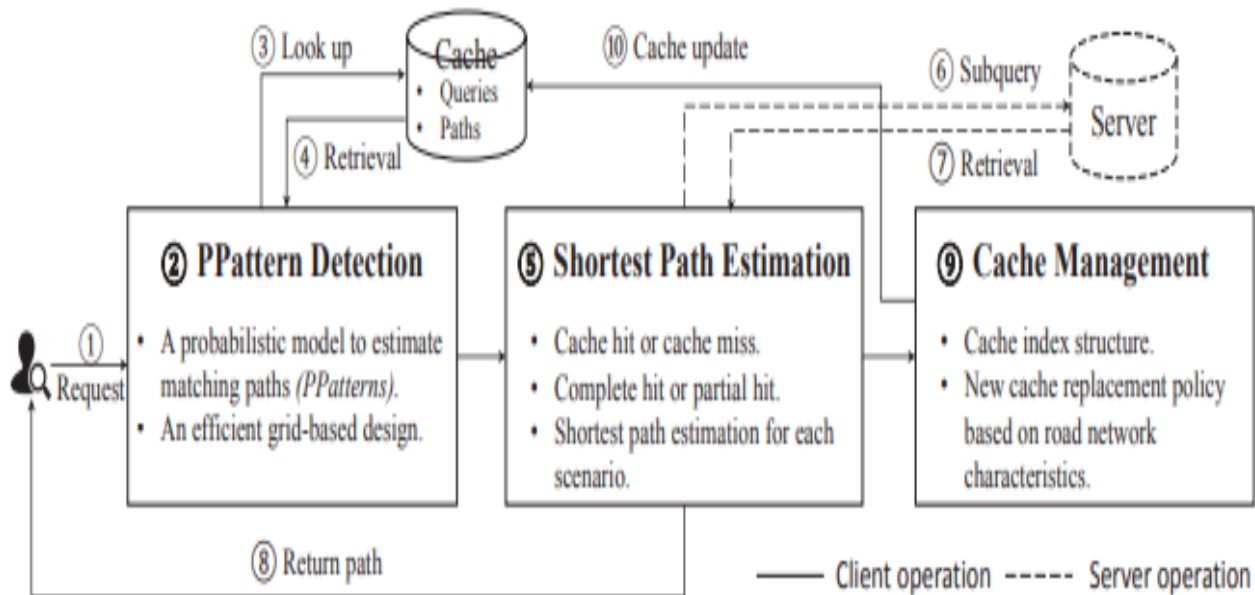 ③ Look up
Cache
• Queries
• Paths
④ Retrieval
⑩ Cache update
⑥ Subquery
Server
⑦ Retrieval
① Request
② PPattern Detection
• A probabilistic model to estimate
matching paths (PPatterns).
• An efficient grid-based design.
⑤ Shortest Path Estimation
• Cache hit or cache miss.
• Complete hit or partial hit.
• Shortest path estimation for each
scenario.
⑨ Cache Management
• Cache index structure.
• New cache replacement policy
based on road network
characteristics.
⑧ Return path
Client operation
Server operation